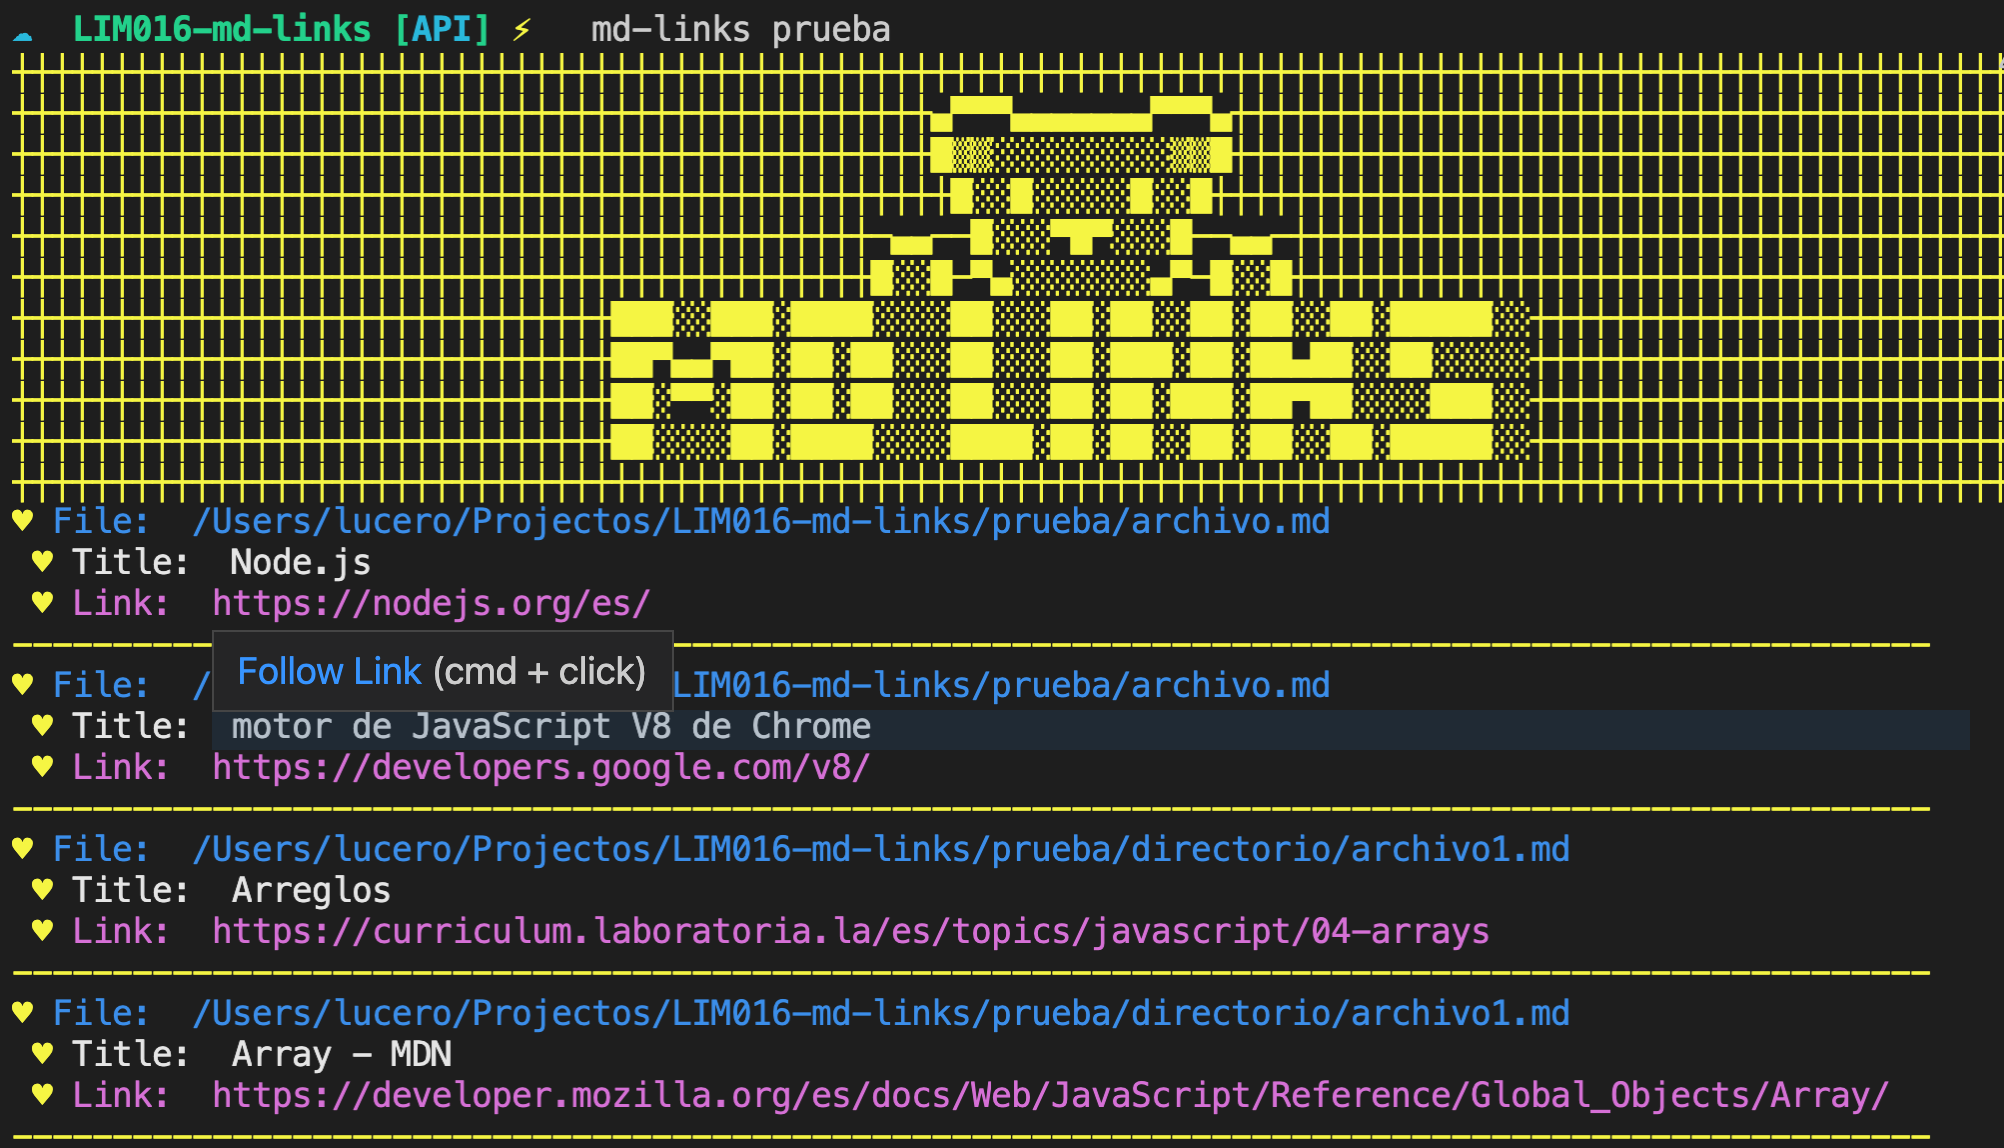 LIM016-md-links [API] ⚡ md-links prueba
MD LINKS
♥ File: /Users/lucero/Projectos/LIM016-md-links/prueba/archivo.md
♥ Title: Node.js
♥ Link: https://nodejs.org/es/
Follow Link (cmd + click)
♥ File: / LIM016-md-links/prueba/archivo.md
♥ Title: motor de JavaScript V8 de Chrome
♥ Link: https://developers.google.com/v8/
♥ File: /Users/lucero/Projectos/LIM016-md-links/prueba/directorio/archivo1.md
♥ Title: Arreglos
♥ Link: https://curriculum.laboratoria.la/es/topics/javascript/04-arrays
♥ File: /Users/lucero/Projectos/LIM016-md-links/prueba/directorio/archivo1.md
♥ Title: Array - MDN
♥ Link: https://developer.mozilla.org/es/docs/Web/JavaScript/Reference/Global_Objects/Array/